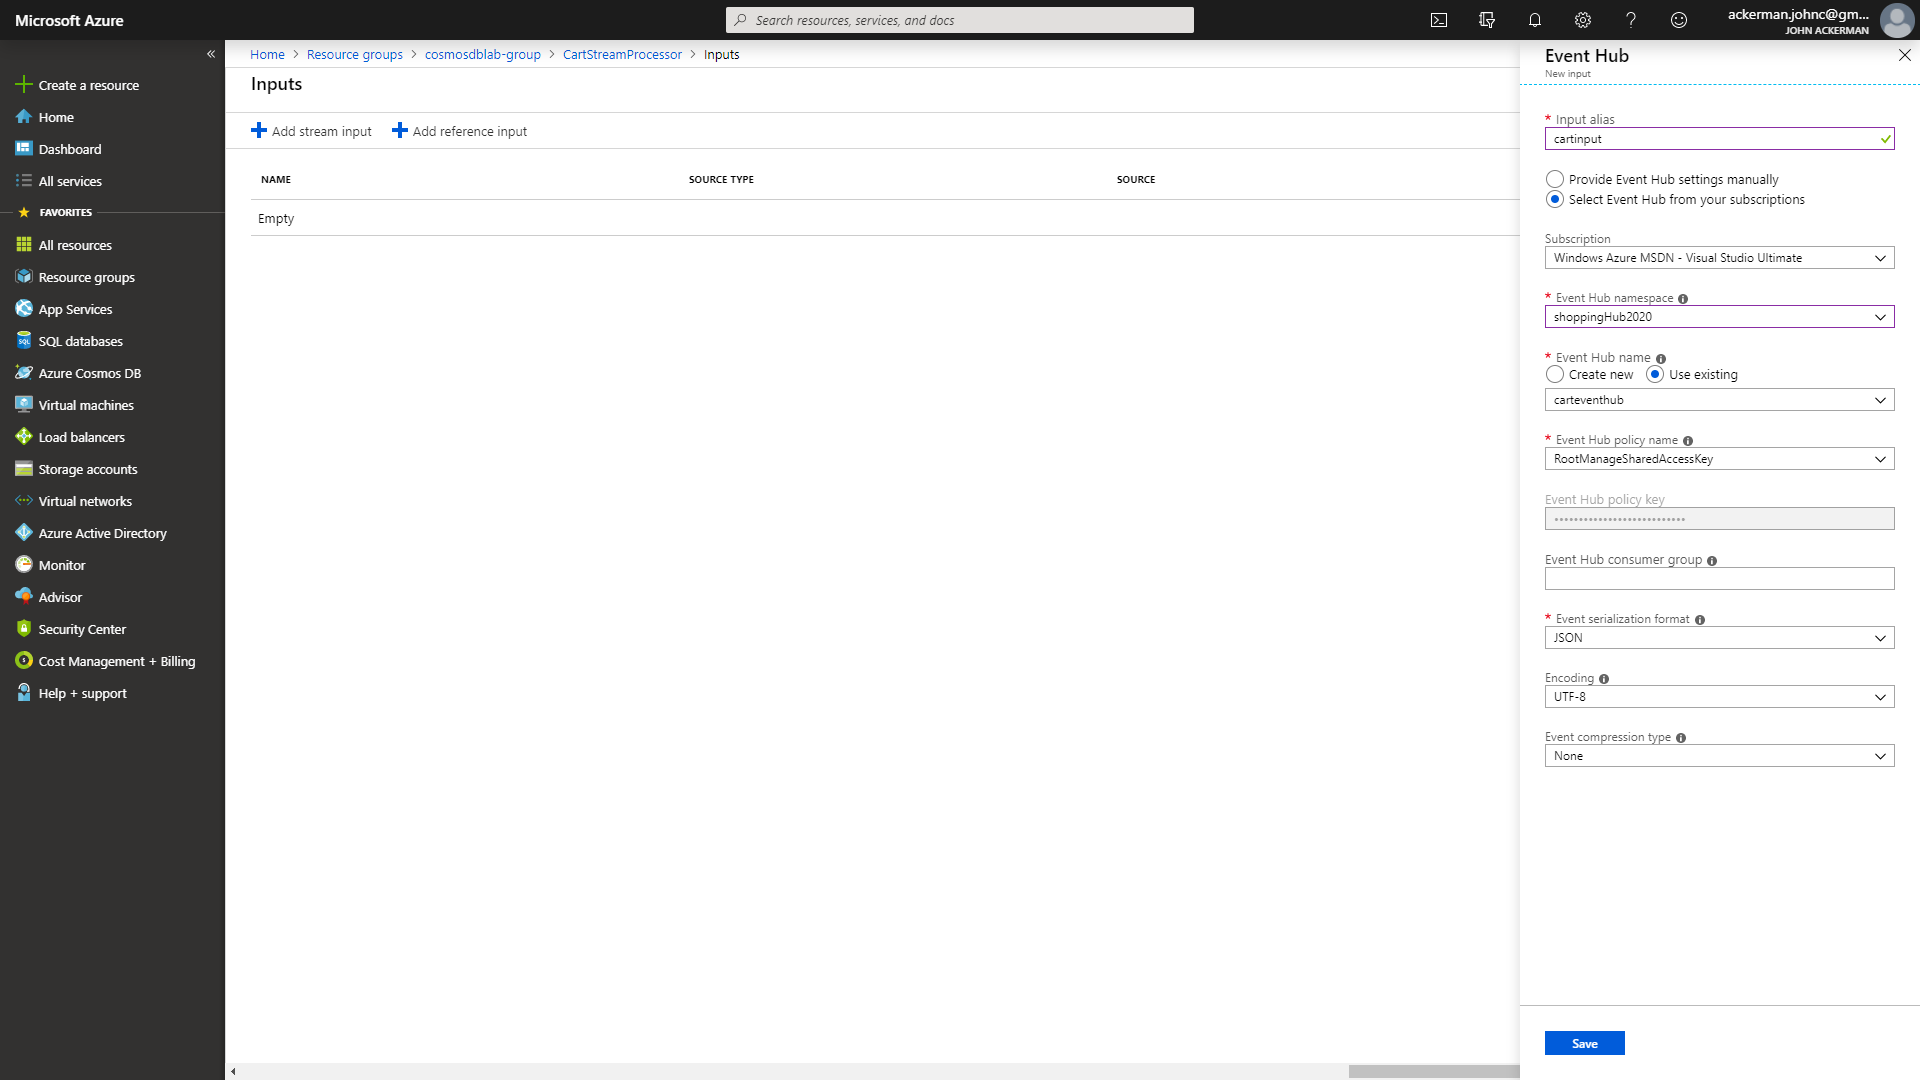 Microsoft Azure
Search resources, services, and docs
ackerman.johnc@gm...
JOHN ACKERMAN
Create a resource
Home
Dashboard
All services
FAVORITES
All resources
Resource groups
App Services
SQL databases
Azure Cosmos DB
Virtual machines
Load balancers
Storage accounts
Virtual networks
Azure Active Directory
Monitor
Advisor
Security Center
Cost Management + Billing
Help + support
Home > Resource groups > cosmosdblab-group > CartStreamProcessor > Inputs
Inputs
Add stream input Add reference input
NAME SOURCE TYPE SOURCE
Empty
Event Hub
New input
* Input alias
cartinput
Provide Event Hub settings manually
Select Event Hub from your subscriptions
Subscription
Windows Azure MSDN - Visual Studio Ultimate
* Event Hub namespace
shoppingHub2020
* Event Hub name
Create new Use existing
carteventhub
* Event Hub policy name
RootManageSharedAccessKey
Event Hub policy key
Event Hub consumer group
* Event serialization format
JSON
Encoding
UTF-8
Event compression type
None
Save